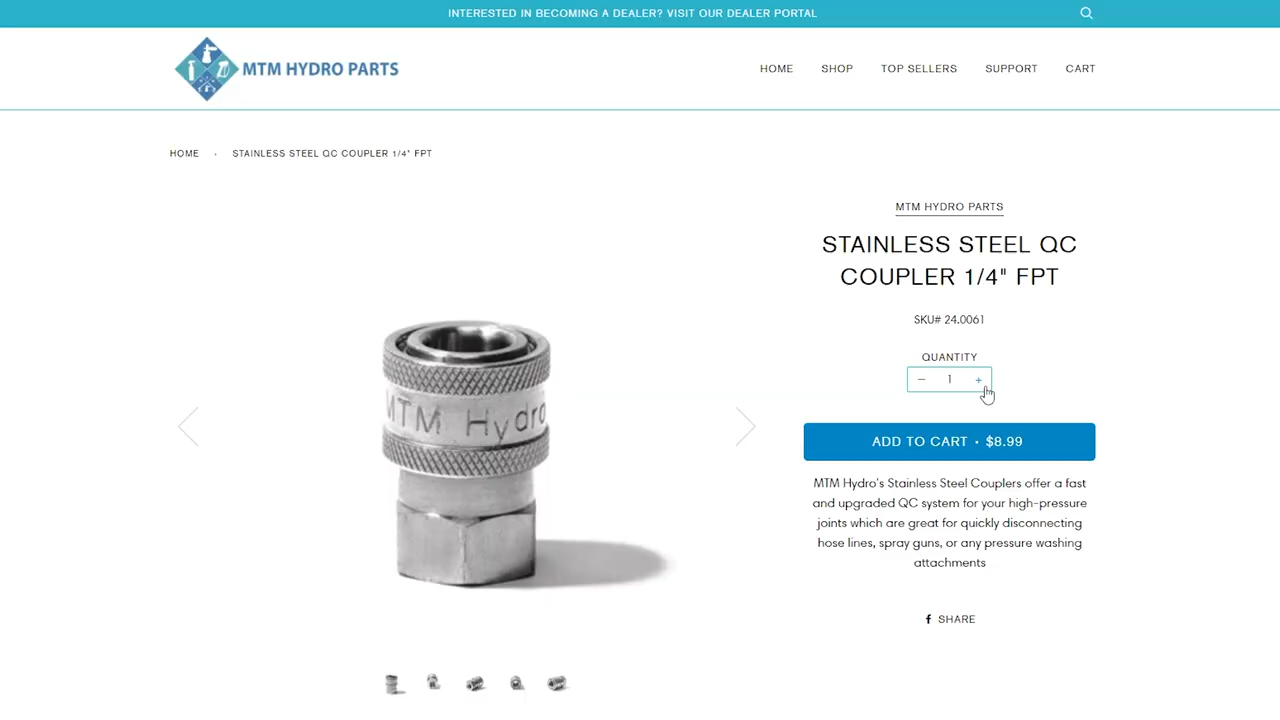 INTERESTED IN BECOMING A DEALER? VISIT OUR DEALER PORTAL
MTM HYDRO PARTS
HOME SHOP TOP SELLERS SUPPORT CART
HOME • STAINLESS STEEL QC COUPLER 1/4" FPT
MTM HYDRO PARTS
STAINLESS STEEL QC
COUPLER 1/4" FPT
SKU# 24.0061
QUANTITY
− 1 +
MTM Hydro
ADD TO CART • $8.99
MTM Hydro's Stainless Steel Couplers offer a fast
and upgraded QC system for your high-pressure
joints which are great for quickly disconnecting
hose lines, spray guns, or any pressure washing
attachments
SHARE